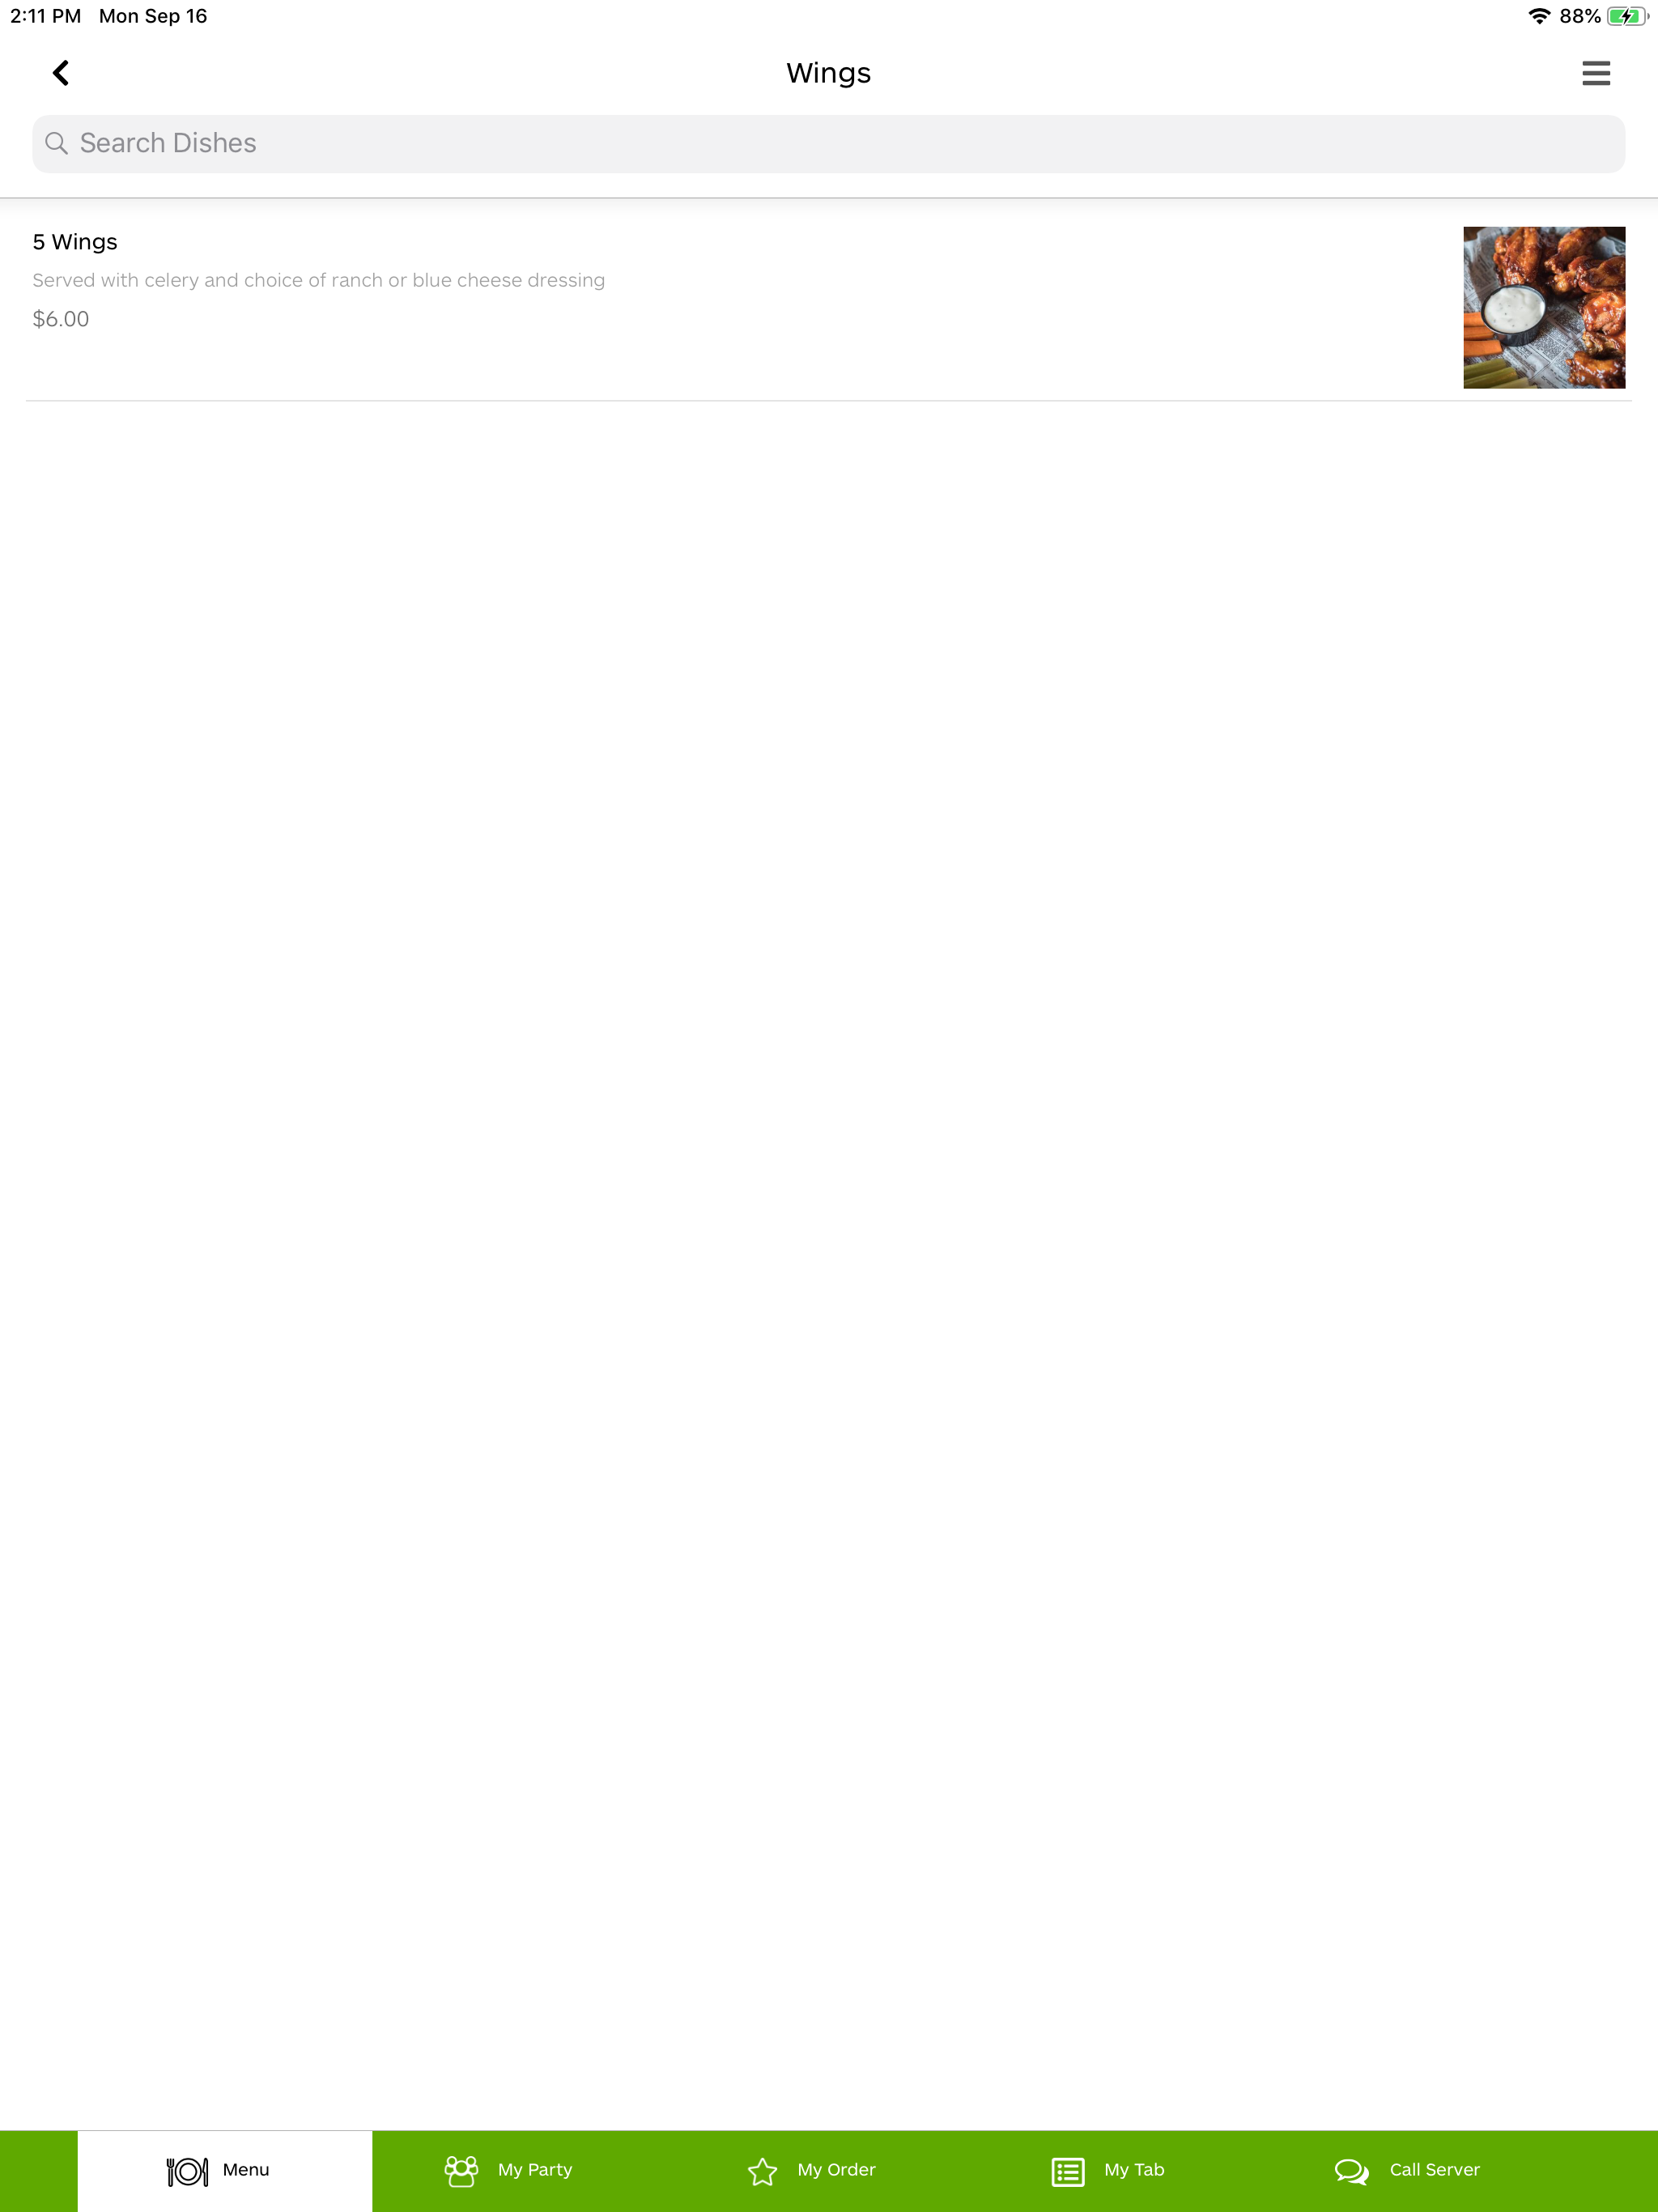 2:11 PM Mon Sep 16 88%
Wings
Search Dishes
5 Wings
Served with celery and choice of ranch or blue cheese dressing
$6.00
Menu My Party My Order My Tab Call Server